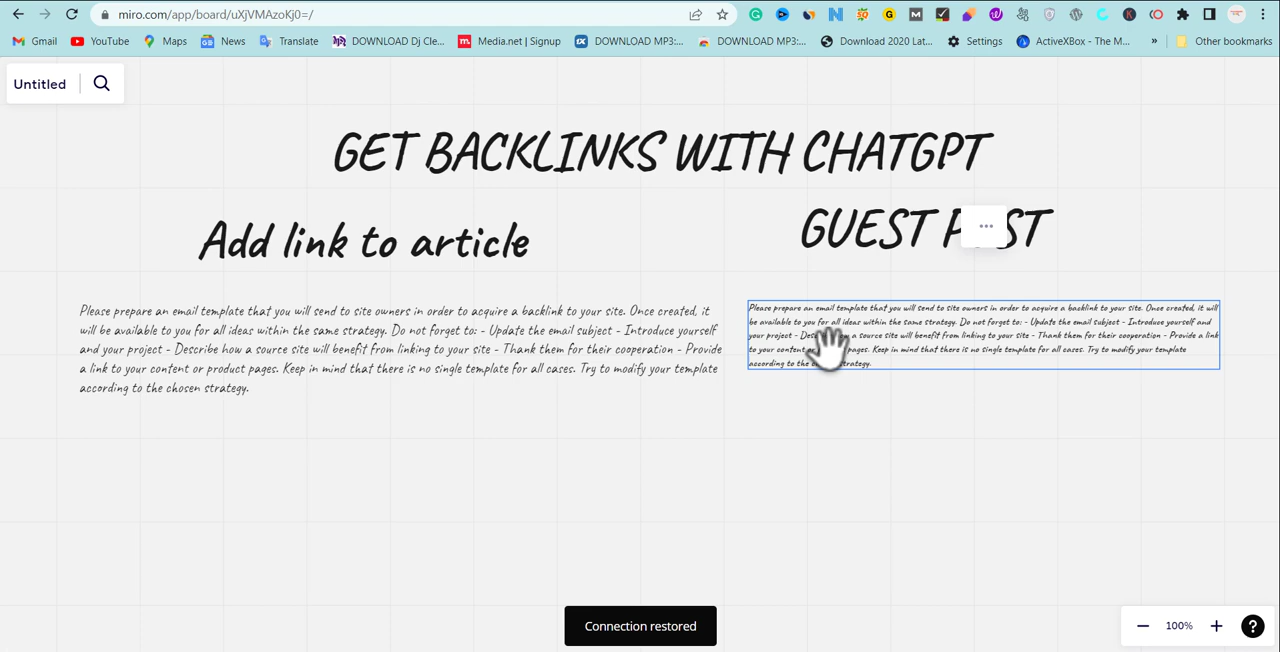 miro.com/app/board/uXjVMAzoKj0=/
Gmail
YouTube
Maps
News
Translate
DOWNLOAD Dj Cle...
Media.net | Signup
DOWNLOAD MP3:...
DOWNLOAD MP3:...
Download 2020 Lat...
Settings
ActiveXBox - The M...
»
Other bookmarks
Untitled
GET BACKLINKS WITH CHATGPT
Add link to article
GUEST POST
Please prepare an email template that you will send to site owners in order to acquire a backlink to your site. Once created, it
will be available to you for all ideas within the same strategy. Do not forget to: - Update the email subject - Introduce yourself
and your project - Describe how a source site will benefit from linking to your site - Thank them for their cooperation - Provide
a link to your content or product pages. Keep in mind that there is no single template for all cases. Try to modify your template
according to the chosen strategy.
Please prepare an email template that you will send to site owners in order to acquire a backlink to your site. Once created, it will
be available to you for all ideas within the same strategy. Do not forget to: - Update the email subject - Introduce yourself and
your project - Describe how a source site will benefit from linking to your site - Thank them for their cooperation - Provide a link
to your content or product pages. Keep in mind that there is no single template for all cases. Try to modify your template
according to the chosen strategy.
Connection restored
100%